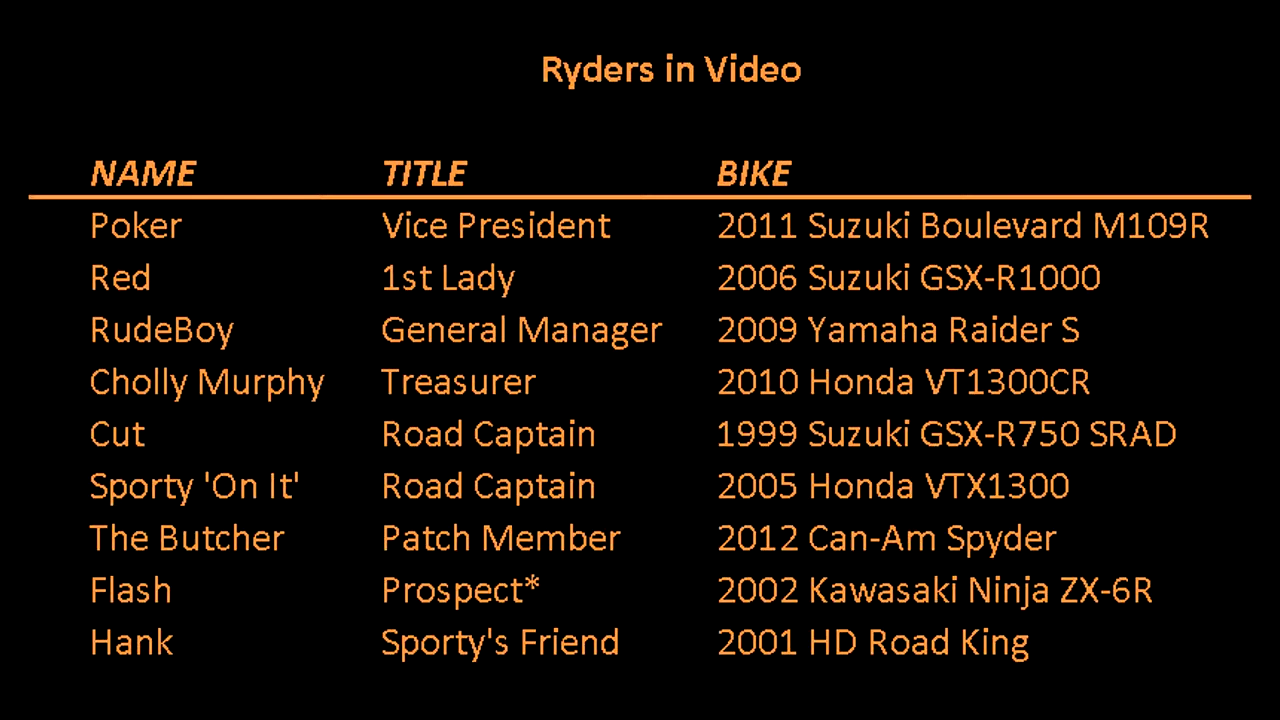 Ryders in Video
NAME TITLE BIKE
Poker Vice President 2011 Suzuki Boulevard M109R
Red 1st Lady 2006 Suzuki GSX-R1000
RudeBoy General Manager 2009 Yamaha Raider S
Cholly Murphy Treasurer 2010 Honda VT1300CR
Cut Road Captain 1999 Suzuki GSX-R750 SRAD
Sporty 'On It' Road Captain 2005 Honda VTX1300
The Butcher Patch Member 2012 Can-Am Spyder
Flash Prospect* 2002 Kawasaki Ninja ZX-6R
Hank Sporty's Friend 2001 HD Road King